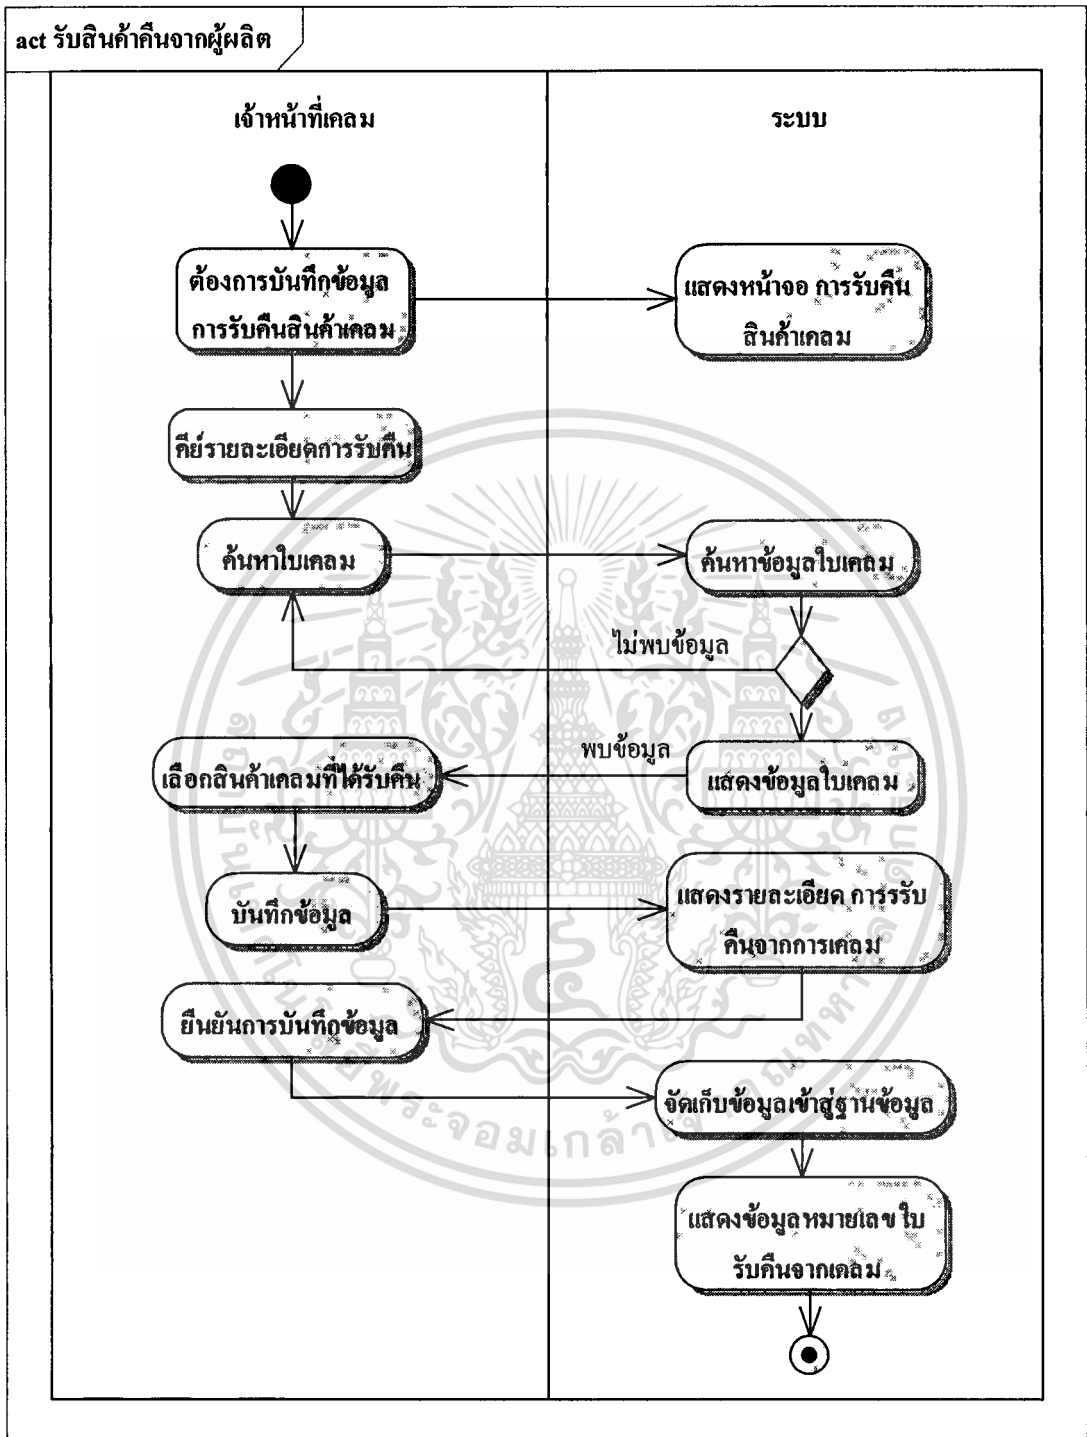 act รับสินค้าคืนจากผู้ผลิต
เจ้าหน้าที่เคลม
ระบบ
ต้องการบันทึกข้อมูล
การรับคืนสินค้าเคลม
แสดงหน้าจอ การรับคืน
สินค้าเคลม
คีย์รายละเอียดการรับคืน
ค้นหาใบเคลม
ค้นหาข้อมูลใบเคลม
ไม่พบข้อมูล
พบข้อมูล
เลือกสินค้าเคลมที่ได้รับคืน
แสดงข้อมูลใบเคลม
บันทึกข้อมูล
แสดงรายละเอียด การรรับ
คืนจากการเคลม
ยืนยันการบันทึกข้อมูล
จัดเก็บข้อมูลเข้าสู่ฐานข้อมูล
แสดงข้อมูลหมายเลข ใบ
รับคืนจากเคลม
พระจอมเกล้า